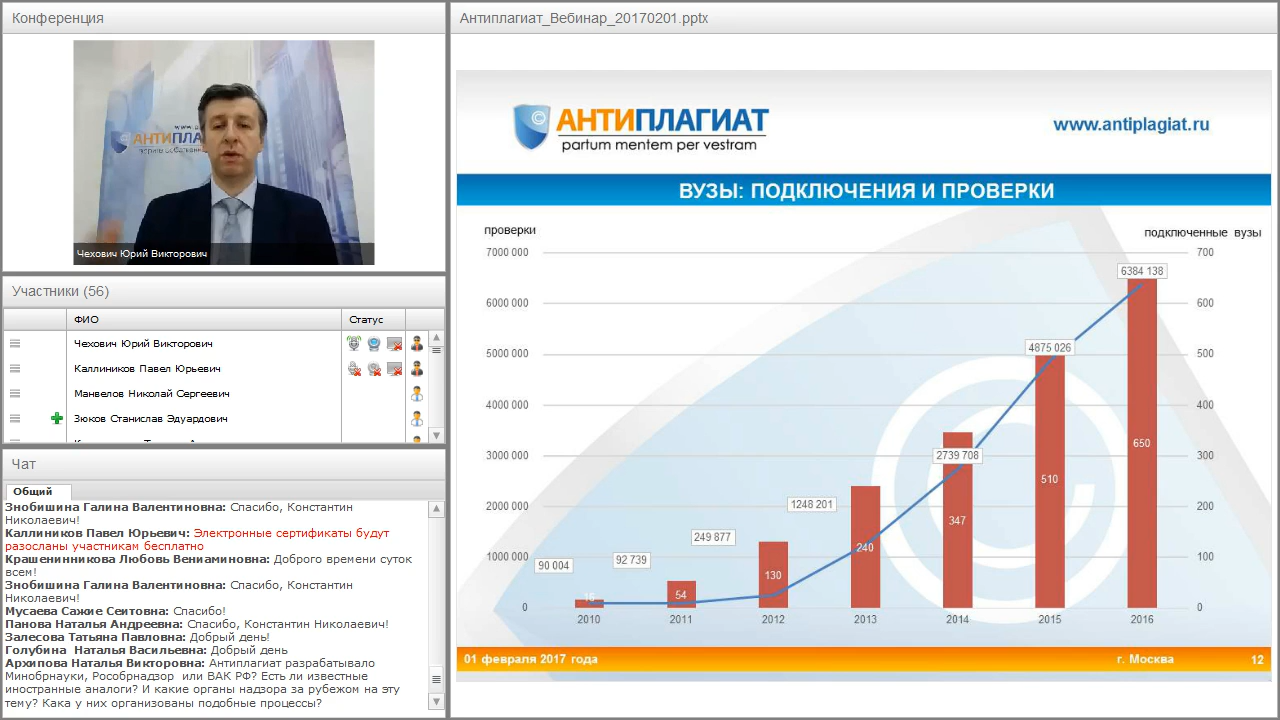 Конференция
www.a
АНТИПЛА
Чехович Юрий Викторович
Участники (56)
ФИО
Статус
Чехович Юрий Викторович
Каллиников Павел Юрьевич
Манвелов Николай Сергеевич
Зюков Станислав Эдуардович
Чат
Общий
Знобишина Галина Валентиновна: Спасибо, Константин
Николаевич!
Каллиников Павел Юрьевич: Электронные сертификаты будут
разосланы участникам бесплатно
Крашенинникова Любовь Вениаминовна: Доброго времени суток
всем!
Знобишина Галина Валентиновна: Спасибо, Константин
Николаевич!
Мусаева Сажие Сеитовна: Спасибо!
Панова Наталья Андреевна: Спасибо, Константин Николаевич!
Залесова Татьяна Павловна: Добрый день!
Голубина Наталья Васильевна: Добрый день
Архипова Наталья Викторовна: Антиплагиат разрабатывало
Минобрнауки, Рособрнадзор или ВАК РФ? Есть ли известные
иностранные аналоги? И какие органы надзора за рубежом на эту
тему? Кака у них организованы подобные процессы?
Антиплагиат_Вебинар_20170201.pptx
©
АНТИПЛАГИАТ
partum mentem per vestram
www.antiplagiat.ru
ВУЗЫ: ПОДКЛЮЧЕНИЯ И ПРОВЕРКИ
проверки
подключенные вузы
7000 000
700
6384 138
6000 000
600
4875 026
5000 000
500
4000 000
400
650
3000 000
2739 708
300
510
2000 000
1248 201
200
347
249 877
240
1000 000
92 739
100
90 004
130
54
16
0
0
2010
2011
2012
2013
2014
2015
2016
01 февраля 2017 года
г. Москва
12